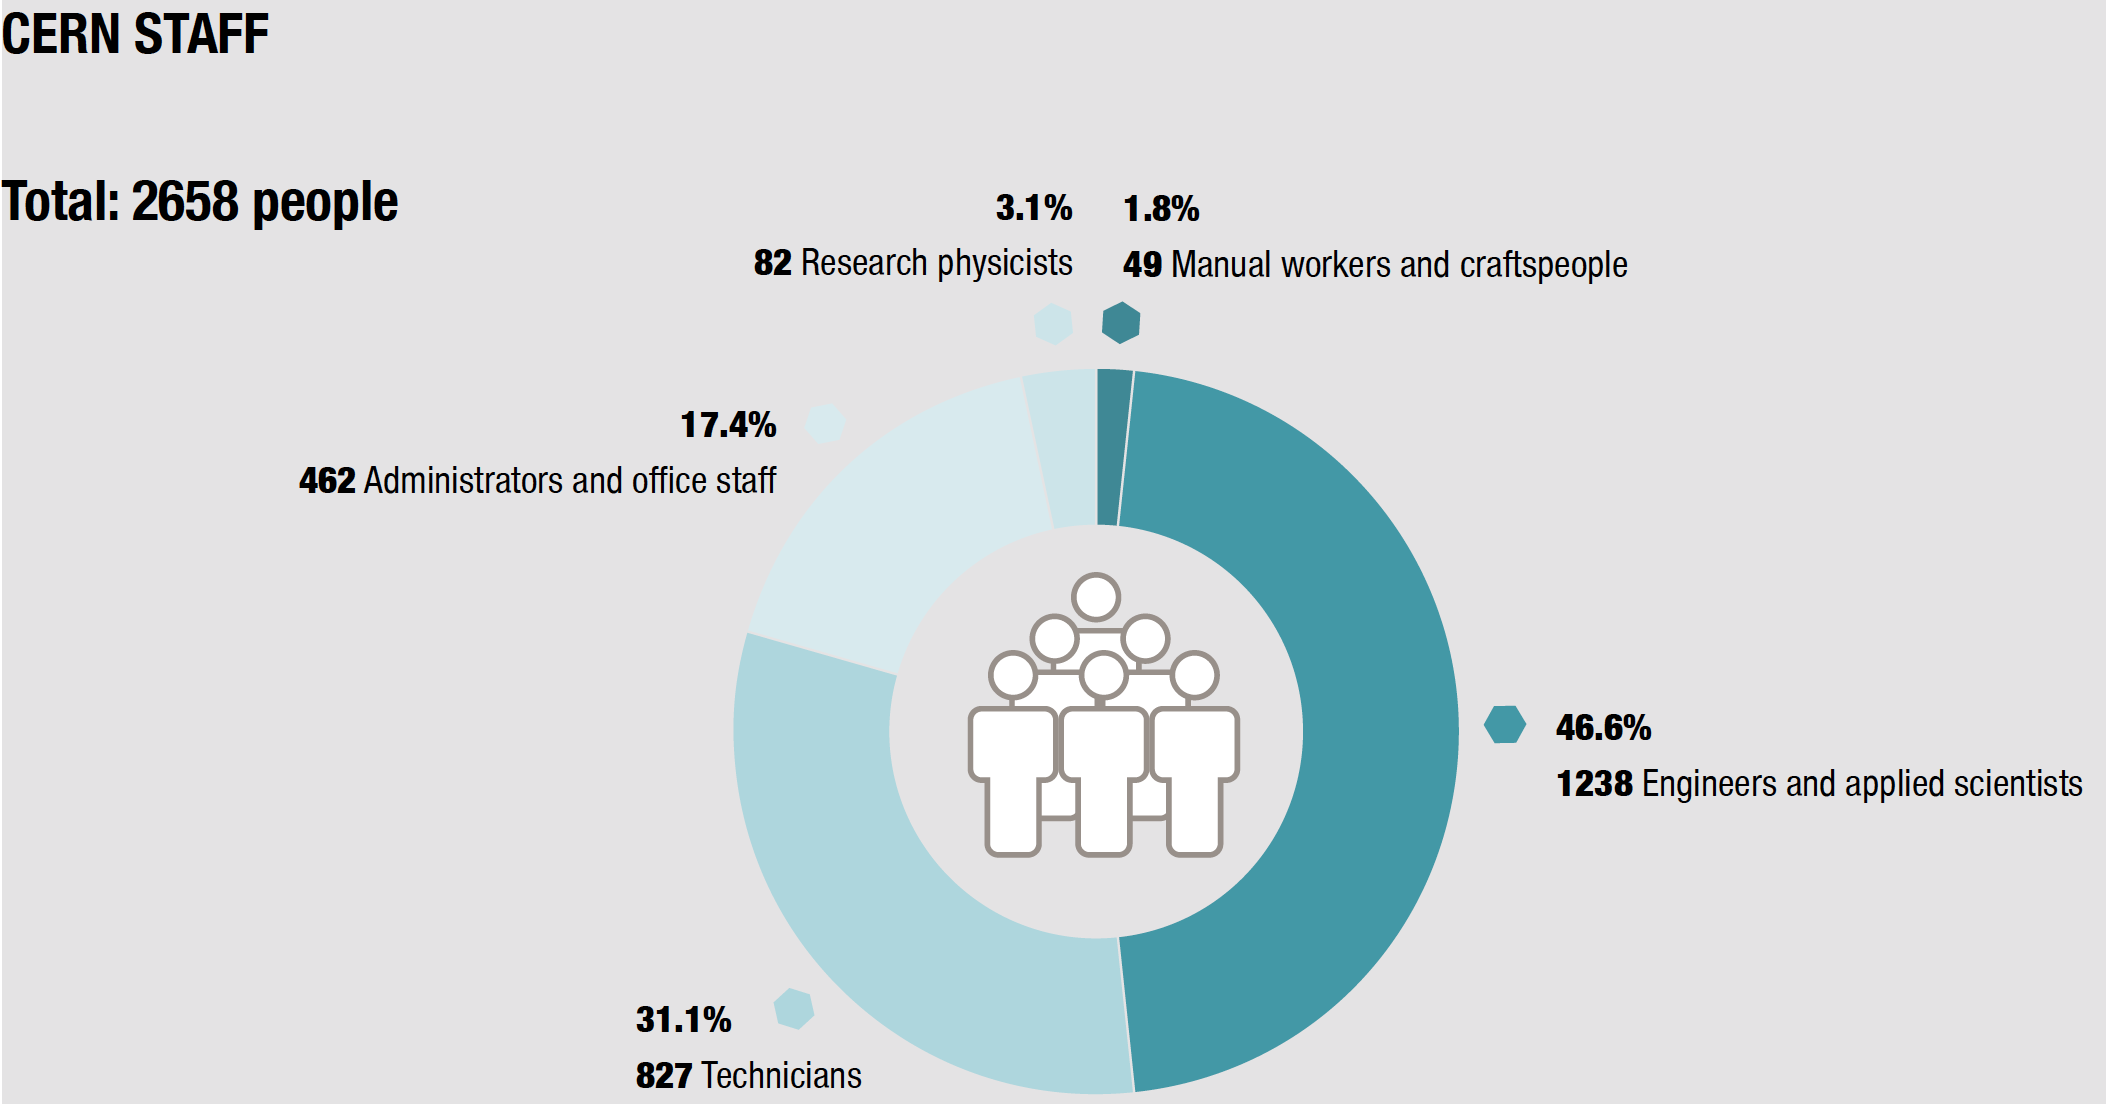 CERN STAFF
Total: 2658 people
3.1%
82 Research physicists
1.8%
49 Manual workers and craftspeople
17.4%
462 Administrators and office staff
46.6%
1238 Engineers and applied scientists
31.1%
827 Technicians